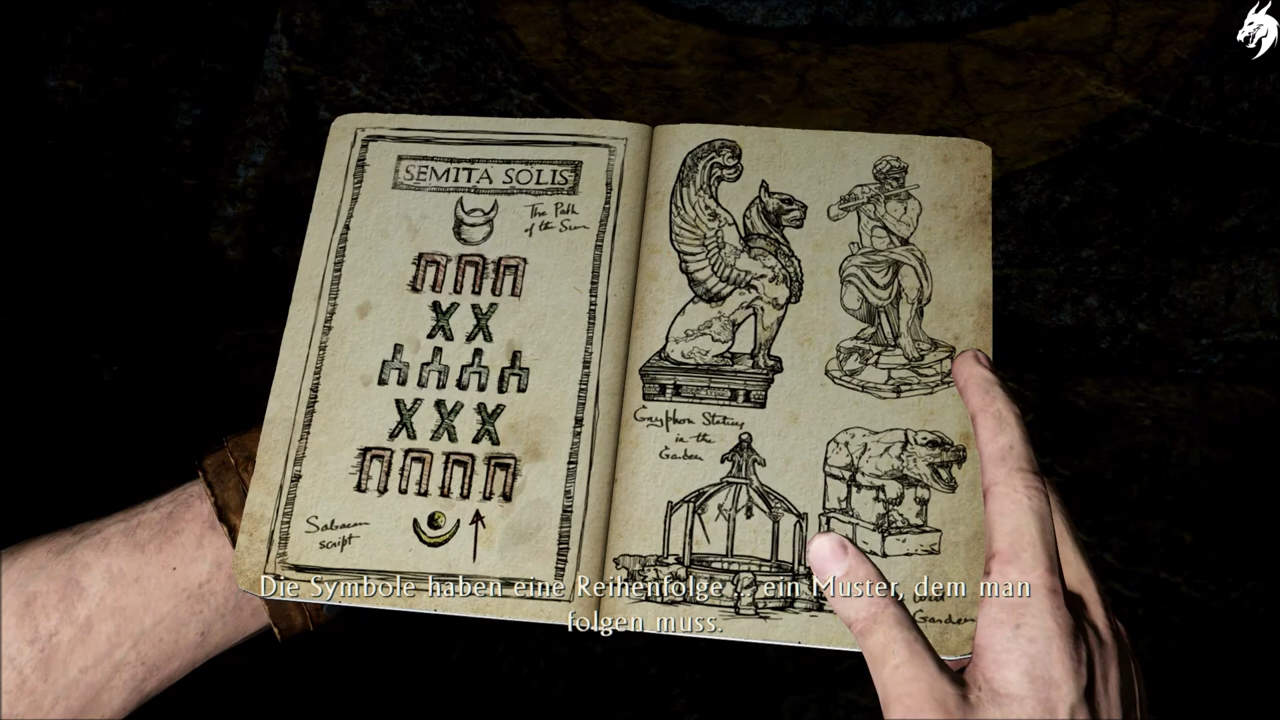 SEMITA SOLIS
The Path
of the Sun
Sabaean
script
Gryphon Statues
in the
Garden
Garden
Die Symbole haben eine Reihenfolge ... ein Muster, dem man
folgen muss.